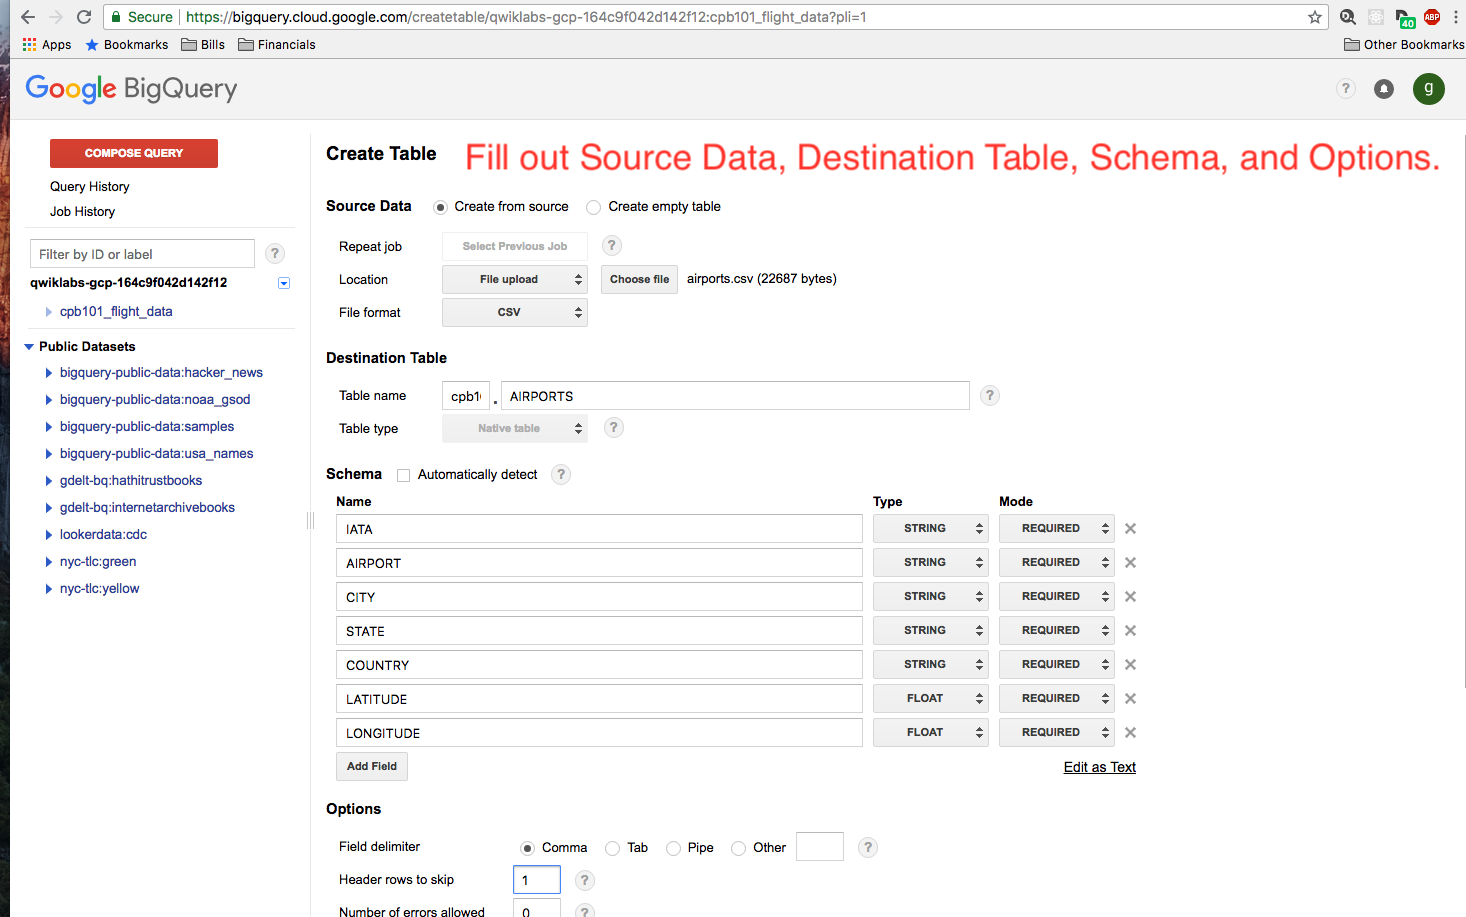 Secure https://bigquery.cloud.google.com/createtable/qwiklabs-gcp-164c9f042d142f12:cpb101_flight_data?pli=1
40 ABP
Apps Bookmarks Bills Financials Other Bookmarks
Google BigQuery ? g
COMPOSE QUERY
Query History
Job History
Filter by ID or label ?
qwiklabs-gcp-164c9f042d142f12
cpb101_flight_data
Public Datasets
bigquery-public-data:hacker_news
bigquery-public-data:noaa_gsod
bigquery-public-data:samples
bigquery-public-data:usa_names
gdelt-bq:hathitrustbooks
gdelt-bq:internetarchivebooks
lookerdata:cdc
nyc-tlc:green
nyc-tlc:yellow
Create Table Fill out Source Data, Destination Table, Schema, and Options.
Source Data Create from source Create empty table
Repeat job Select Previous Job ?
Location File upload Choose file airports.csv (22687 bytes)
File format CSV
Destination Table
Table name cpb1 . AIRPORTS ?
Table type Native table ?
Schema Automatically detect ?
Name Type Mode
IATA STRING REQUIRED
AIRPORT STRING REQUIRED
CITY STRING REQUIRED
STATE STRING REQUIRED
COUNTRY STRING REQUIRED
LATITUDE FLOAT REQUIRED
LONGITUDE FLOAT REQUIRED
Add Field Edit as Text
Options
Field delimiter Comma Tab Pipe Other ?
Header rows to skip 1 ?
Number of errors allowed 0 ?